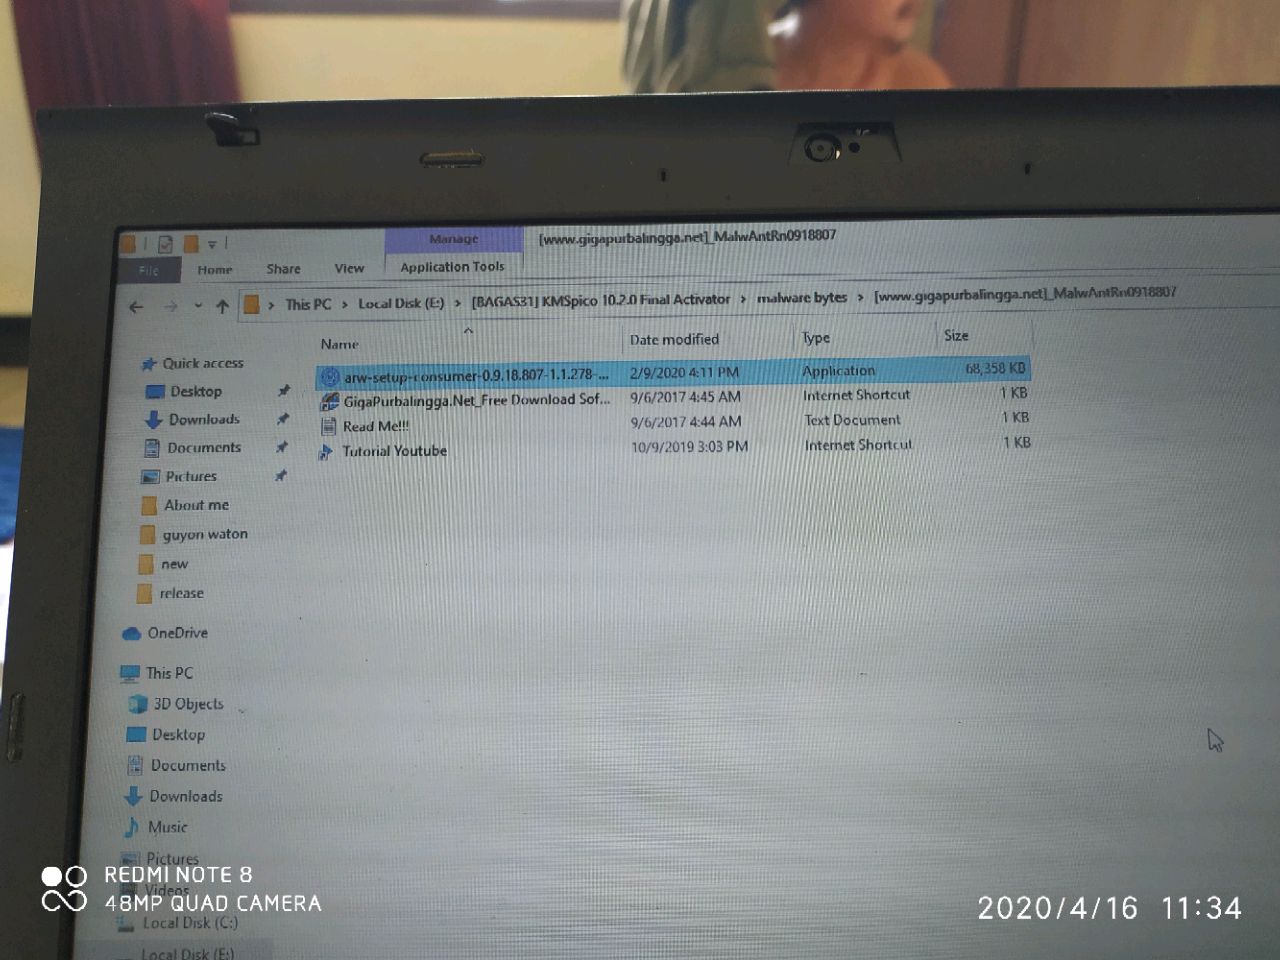 Manage
[www.gigapurbalingga.net]_MalwAntRn0918807
File
Home
Share
View
Application Tools
This PC > Local Disk (E:) > [BAGAS31] KMSpico 10.2.0 Final Activator > malware bytes > [www.gigapurbalingga.net]_MalwAntRn0918807
Name
Date modified
Type
Size
arw-setup-consumer-0.9.18.807-1.1.278-...
2/9/2020 4:11 PM
Application
68,358 KB
GigaPurbalingga.Net_Free Download Sof...
9/6/2017 4:45 AM
Internet Shortcut
1 KB
Read Me!!!
9/6/2017 4:44 AM
Text Document
1 KB
Tutorial Youtube
10/9/2019 3:03 PM
Internet Shortcut
1 KB
Quick access
Desktop
Downloads
Documents
Pictures
About me
guyon waton
new
release
OneDrive
This PC
3D Objects
Desktop
Documents
Downloads
Music
Pictures
Videos
Local Disk (C:)
Local Disk (E:)
REDMI NOTE 8
48MP QUAD CAMERA
2020/4/16 11:34